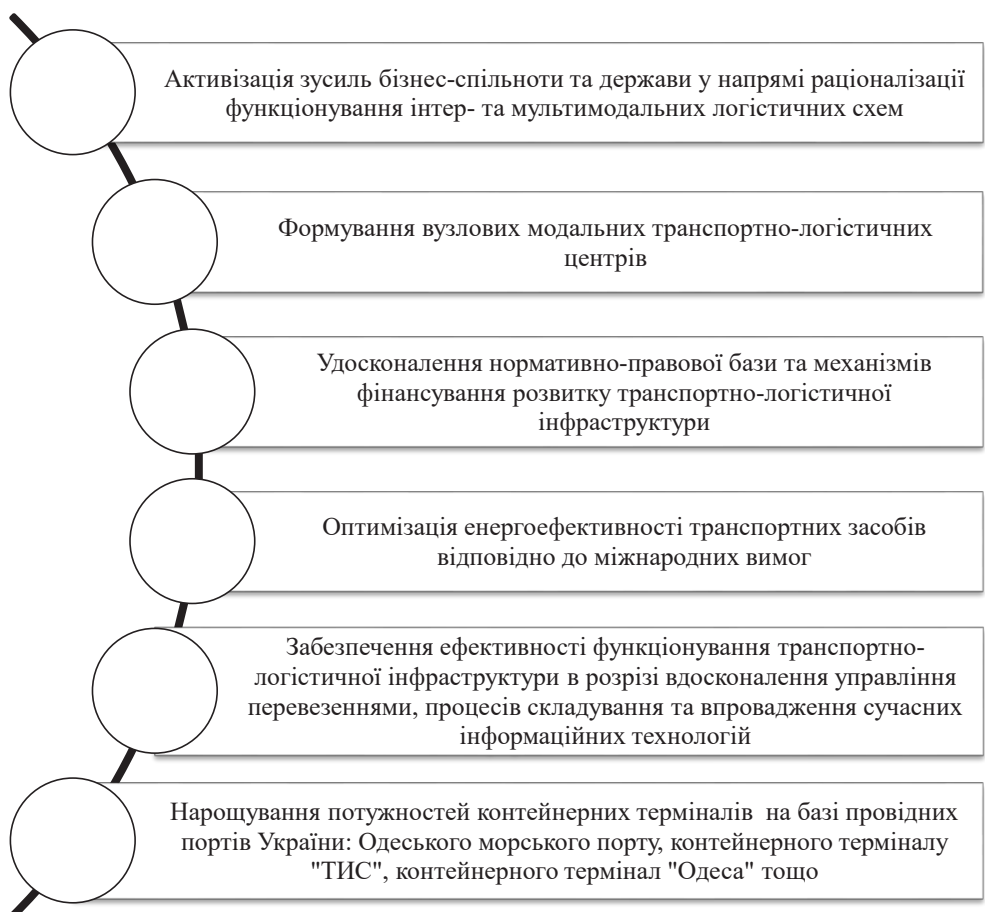 Активізація зусиль бізнес-спільноти та держави у напрямі раціоналізації
функціонування інтер- та мультимодальних логістичних схем
Формування вузлових модальних транспортно-логістичних
центрів
Удосконалення нормативно-правової бази та механізмів
фінансування розвитку транспортно-логістичної
інфраструктури
Оптимізація енергоефективності транспортних засобів
відповідно до міжнародних вимог
Забезпечення ефективності функціонування транспортно-
логістичної інфраструктури в розрізі вдосконалення управління
перевезеннями, процесів складування та впровадження сучасних
інформаційних технологій
Нарощування потужностей контейнерних терміналів  на базі провідних
портів України: Одеського морського порту, контейнерного терміналу
"ТИС", контейнерного термінал "Одеса" тощо